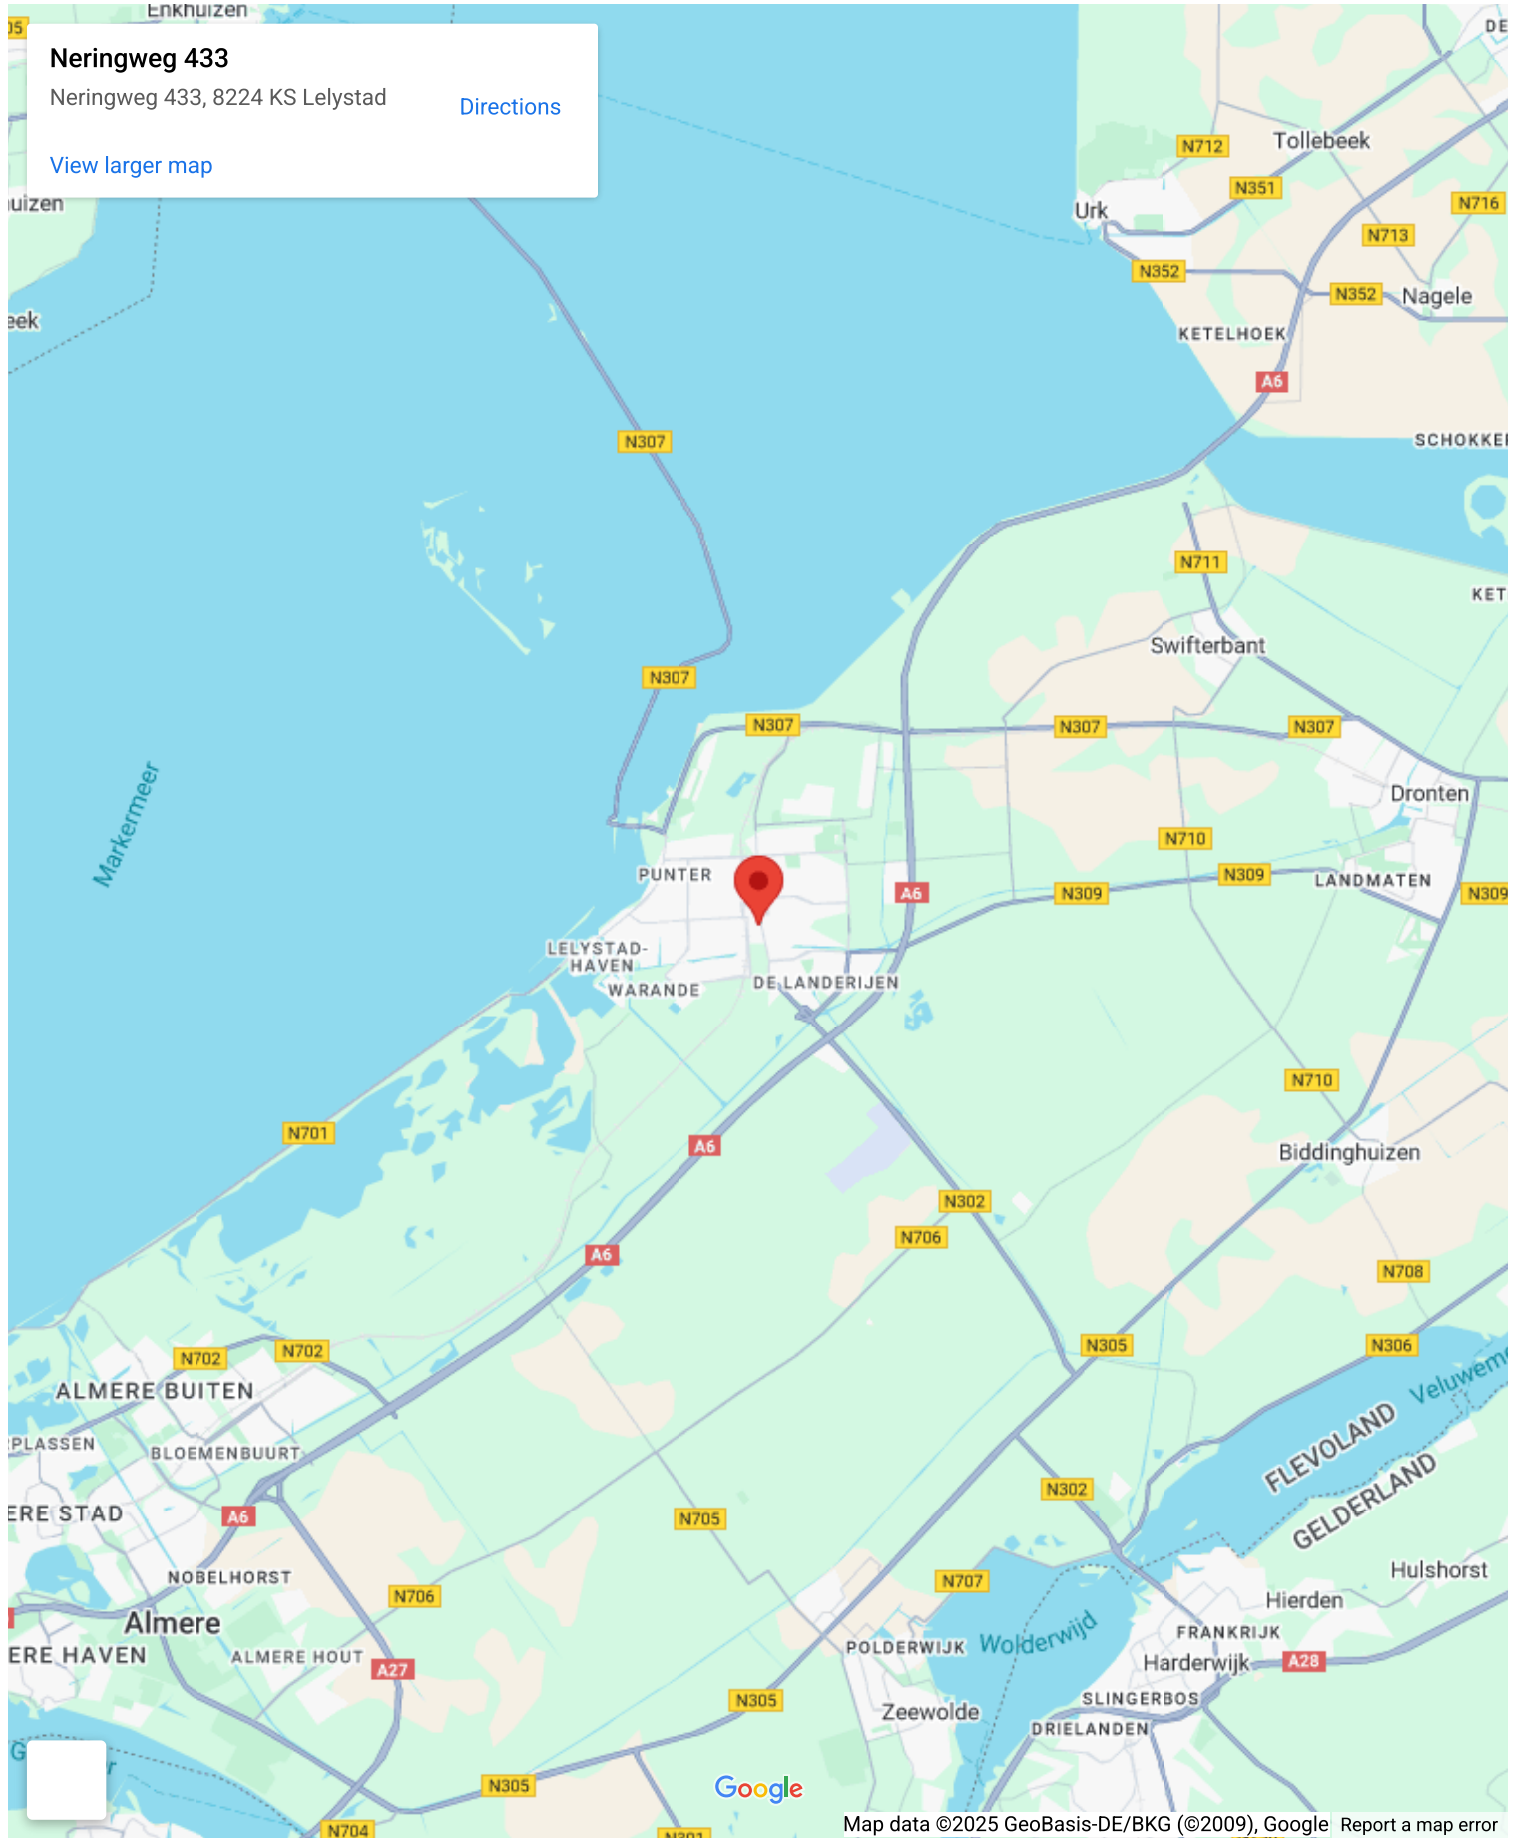 Enkhuizen
Neringweg 433
Neringweg 433, 8224 KS Lelystad
Directions
View larger map
N712
Tollebeek
N351
N716
Urk
N713
N352
N352
Nagele
KETELHOEK
A6
N307
N711
Swifterbant
N307
N307
N307
N307
Markermeer
Dronten
N710
PUNTER
N309
LANDMATEN
A6
N309
N309
LELYSTAD-
HAVEN
WARANDE
DE LANDERIJEN
N710
N701
A6
Biddinghuizen
N302
N706
A6
N708
N702
N702
N305
N306
ALMERE BUITEN
FLEVOLAND
GELDERLAND
BLOEMENBUURT
N302
A6
N705
NOBELHORST
N706
N707
Hulshorst
Hierden
Almere
Wolderwijd
FRANKRIJK
POLDERWIJK
ALMERE HOUT
A27
Harderwijk
A28
N305
SLINGERBOS
Zeewolde
DRIELANDEN
N305
Google
N704
Map data ©2025 GeoBasis-DE/BKG (©2009), Google
Report a map error